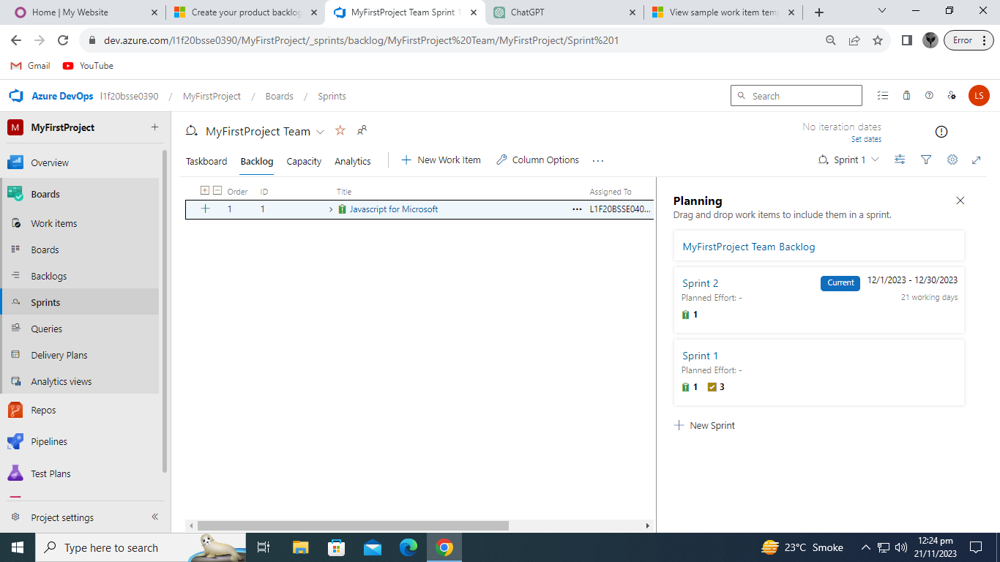 Home | My Website
Create your product backlog
MyFirstProject Team Sprint 1
ChatGPT
View sample work item temp
dev.azure.com/l1f20bsse0390/MyFirstProject/_sprints/backlog/MyFirstProject%20Team/MyFirstProject/Sprint%201
Error
Gmail
YouTube
Azure DevOps
l1f20bsse0390 / MyFirstProject / Boards / Sprints
Search
LS
M MyFirstProject
Overview
Boards
Work items
Boards
Backlogs
Sprints
Queries
Delivery Plans
Analytics views
Repos
Pipelines
Test Plans
Project settings
MyFirstProject Team
No iteration dates
Set dates
Taskboard Backlog Capacity Analytics
New Work Item
Column Options
Sprint 1
Order ID Title Assigned To
1 1 Javascript for Microsoft ... L1F20BSSE040...
Planning
Drag and drop work items to include them in a sprint.
MyFirstProject Team Backlog
Sprint 2 Current 12/1/2023 - 12/30/2023
Planned Effort: - 21 working days
1
Sprint 1
Planned Effort: -
1 3
New Sprint
Type here to search
23°C Smoke
12:24 pm
21/11/2023